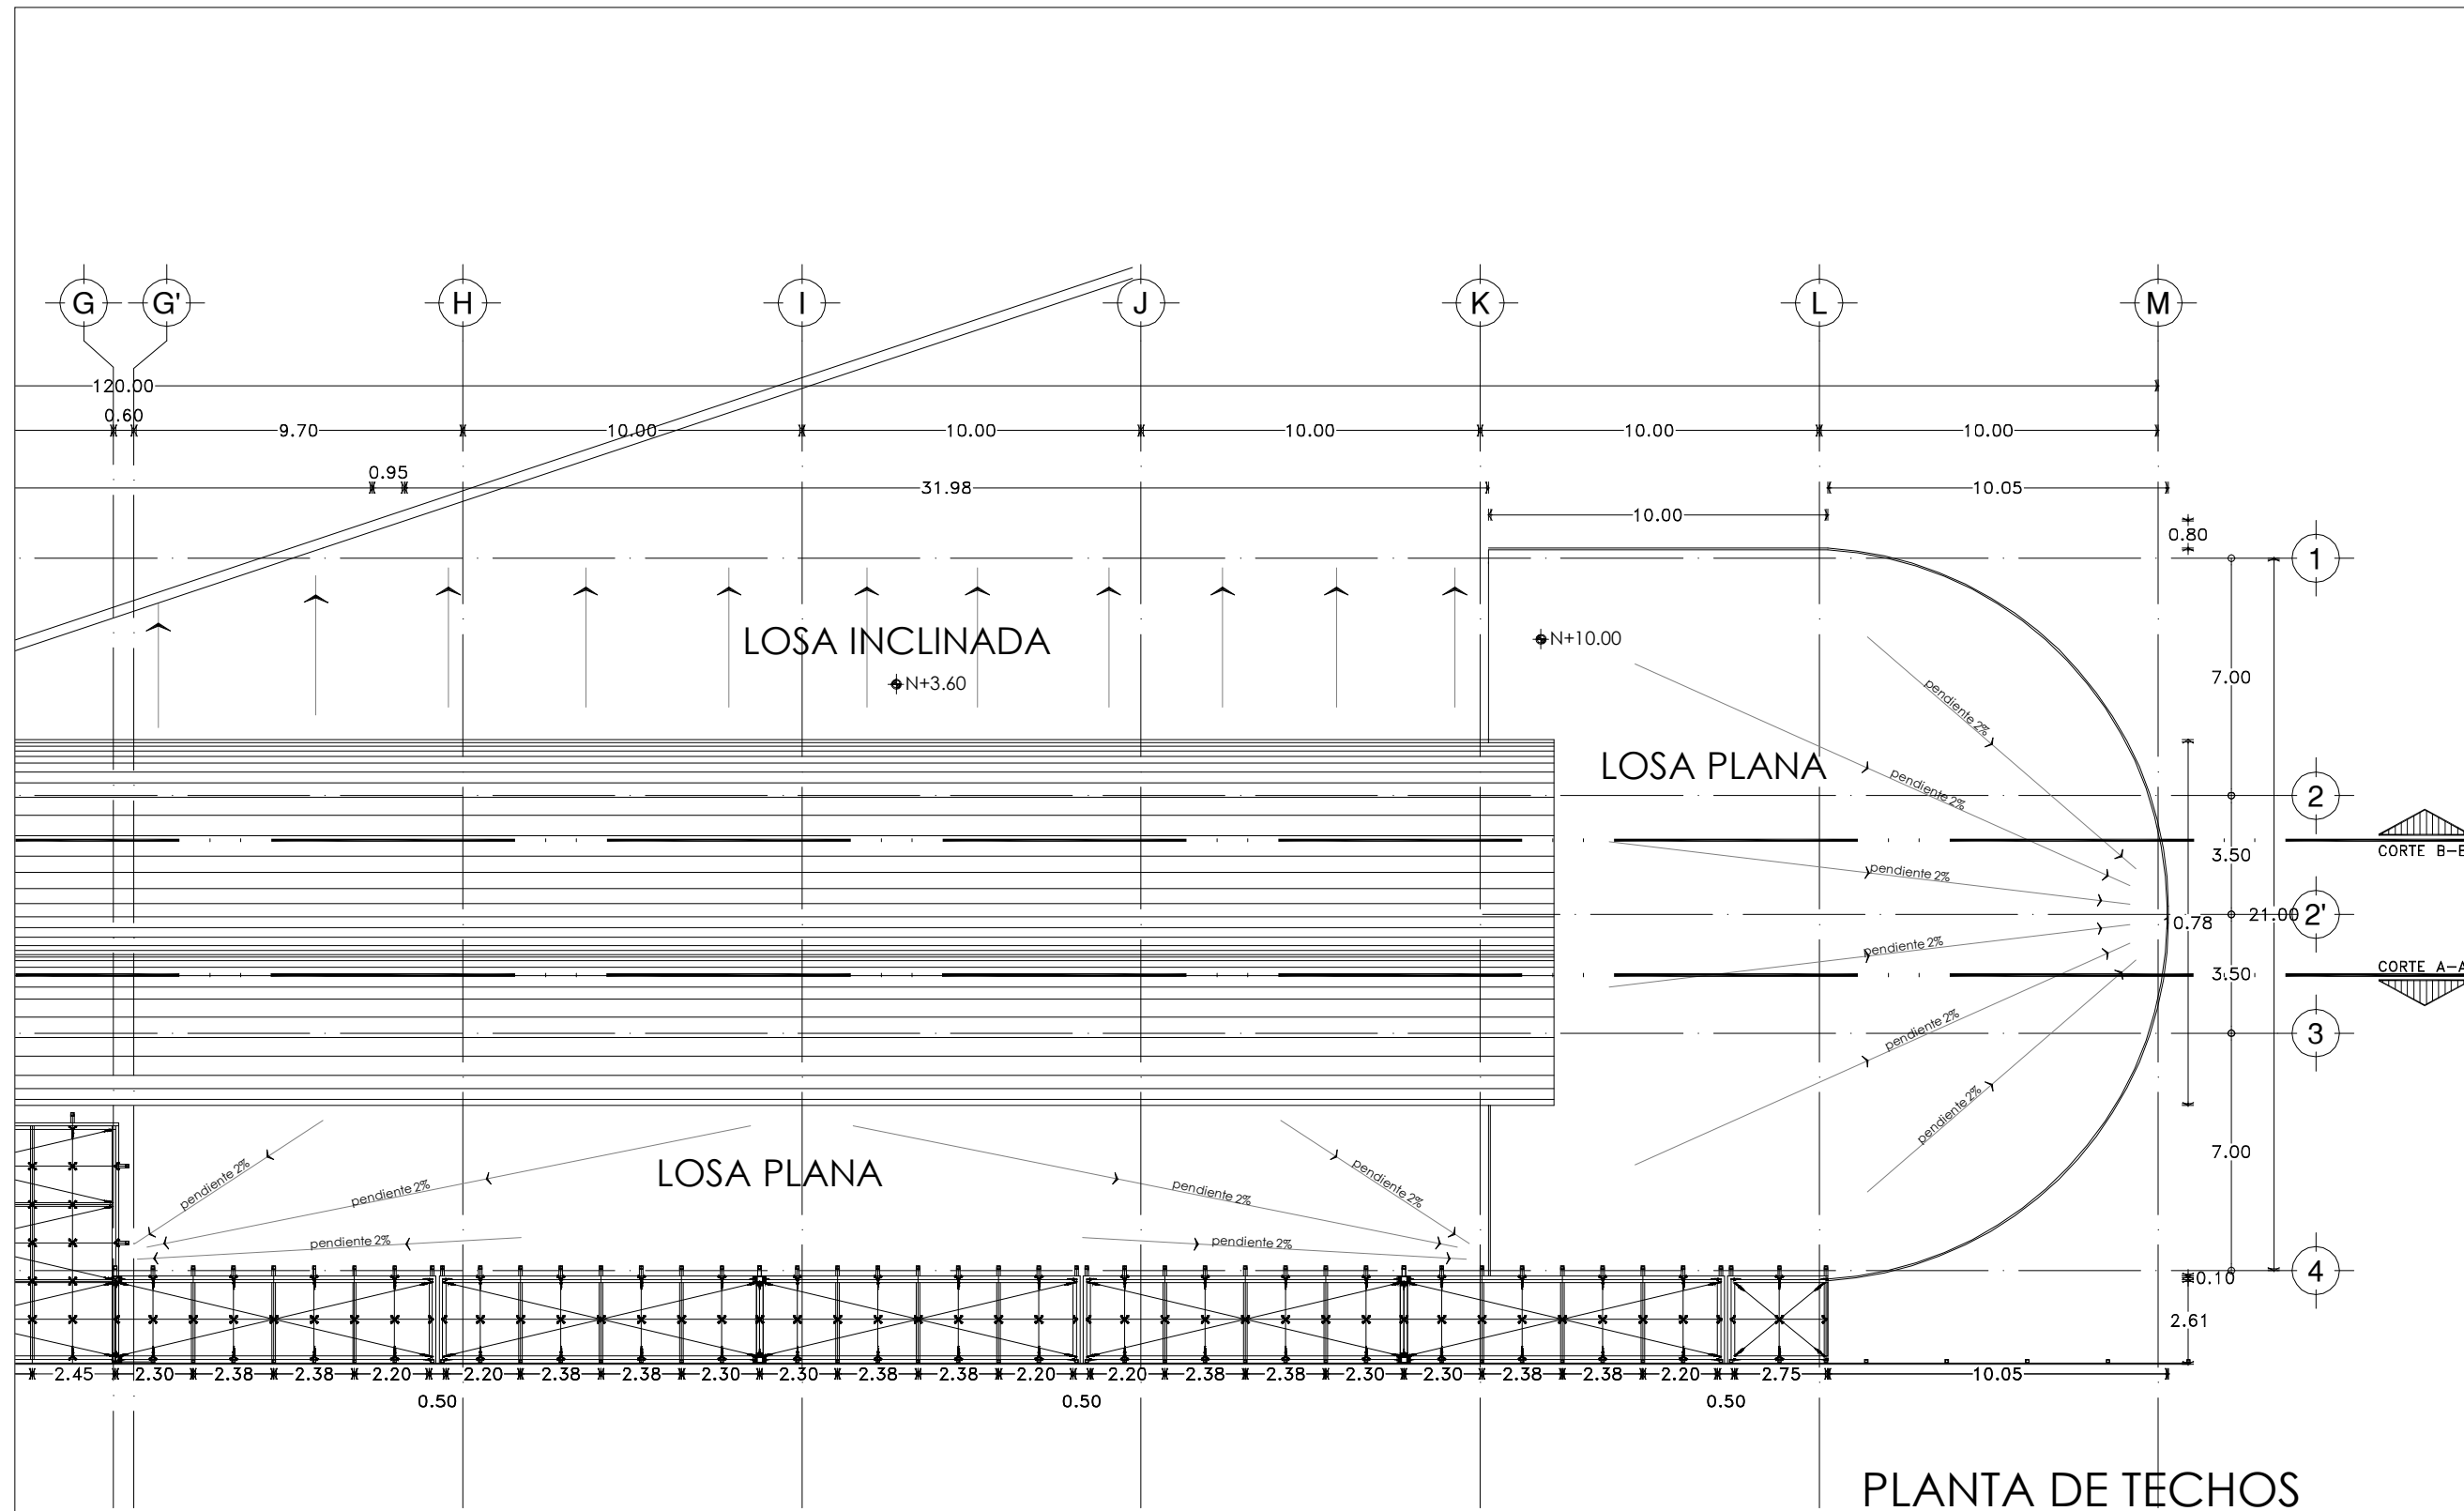 G G' H I J K L M
120.00
0.60
9.70 10.00 10.00 10.00 10.00 10.00
0.95
31.98 10.05
10.00
0.80
1
N+10.00
LOSA INCLINADA
N+3.60
7.00
pendiente 2%
LOSA PLANA
pendiente 2%
2
3.50
CORTE B-B
pendiente 2%
10.78
21.00
2'
pendiente 2%
3.50
CORTE A-A
pendiente 2%
3
pendiente 2%
7.00
LOSA PLANA
pendiente 2%
pendiente 2%
pendiente 2%
pendiente 2%
pendiente 2%
pendiente 2%
4
0.10
2.61
2.45 2.30 2.38 2.38 2.20 2.20 2.38 2.38 2.30 2.30 2.38 2.38 2.20 2.20 2.38 2.38 2.30 2.30 2.38 2.38 2.20 2.75 10.05
0.50 0.50 0.50
PLANTA DE TECHOS